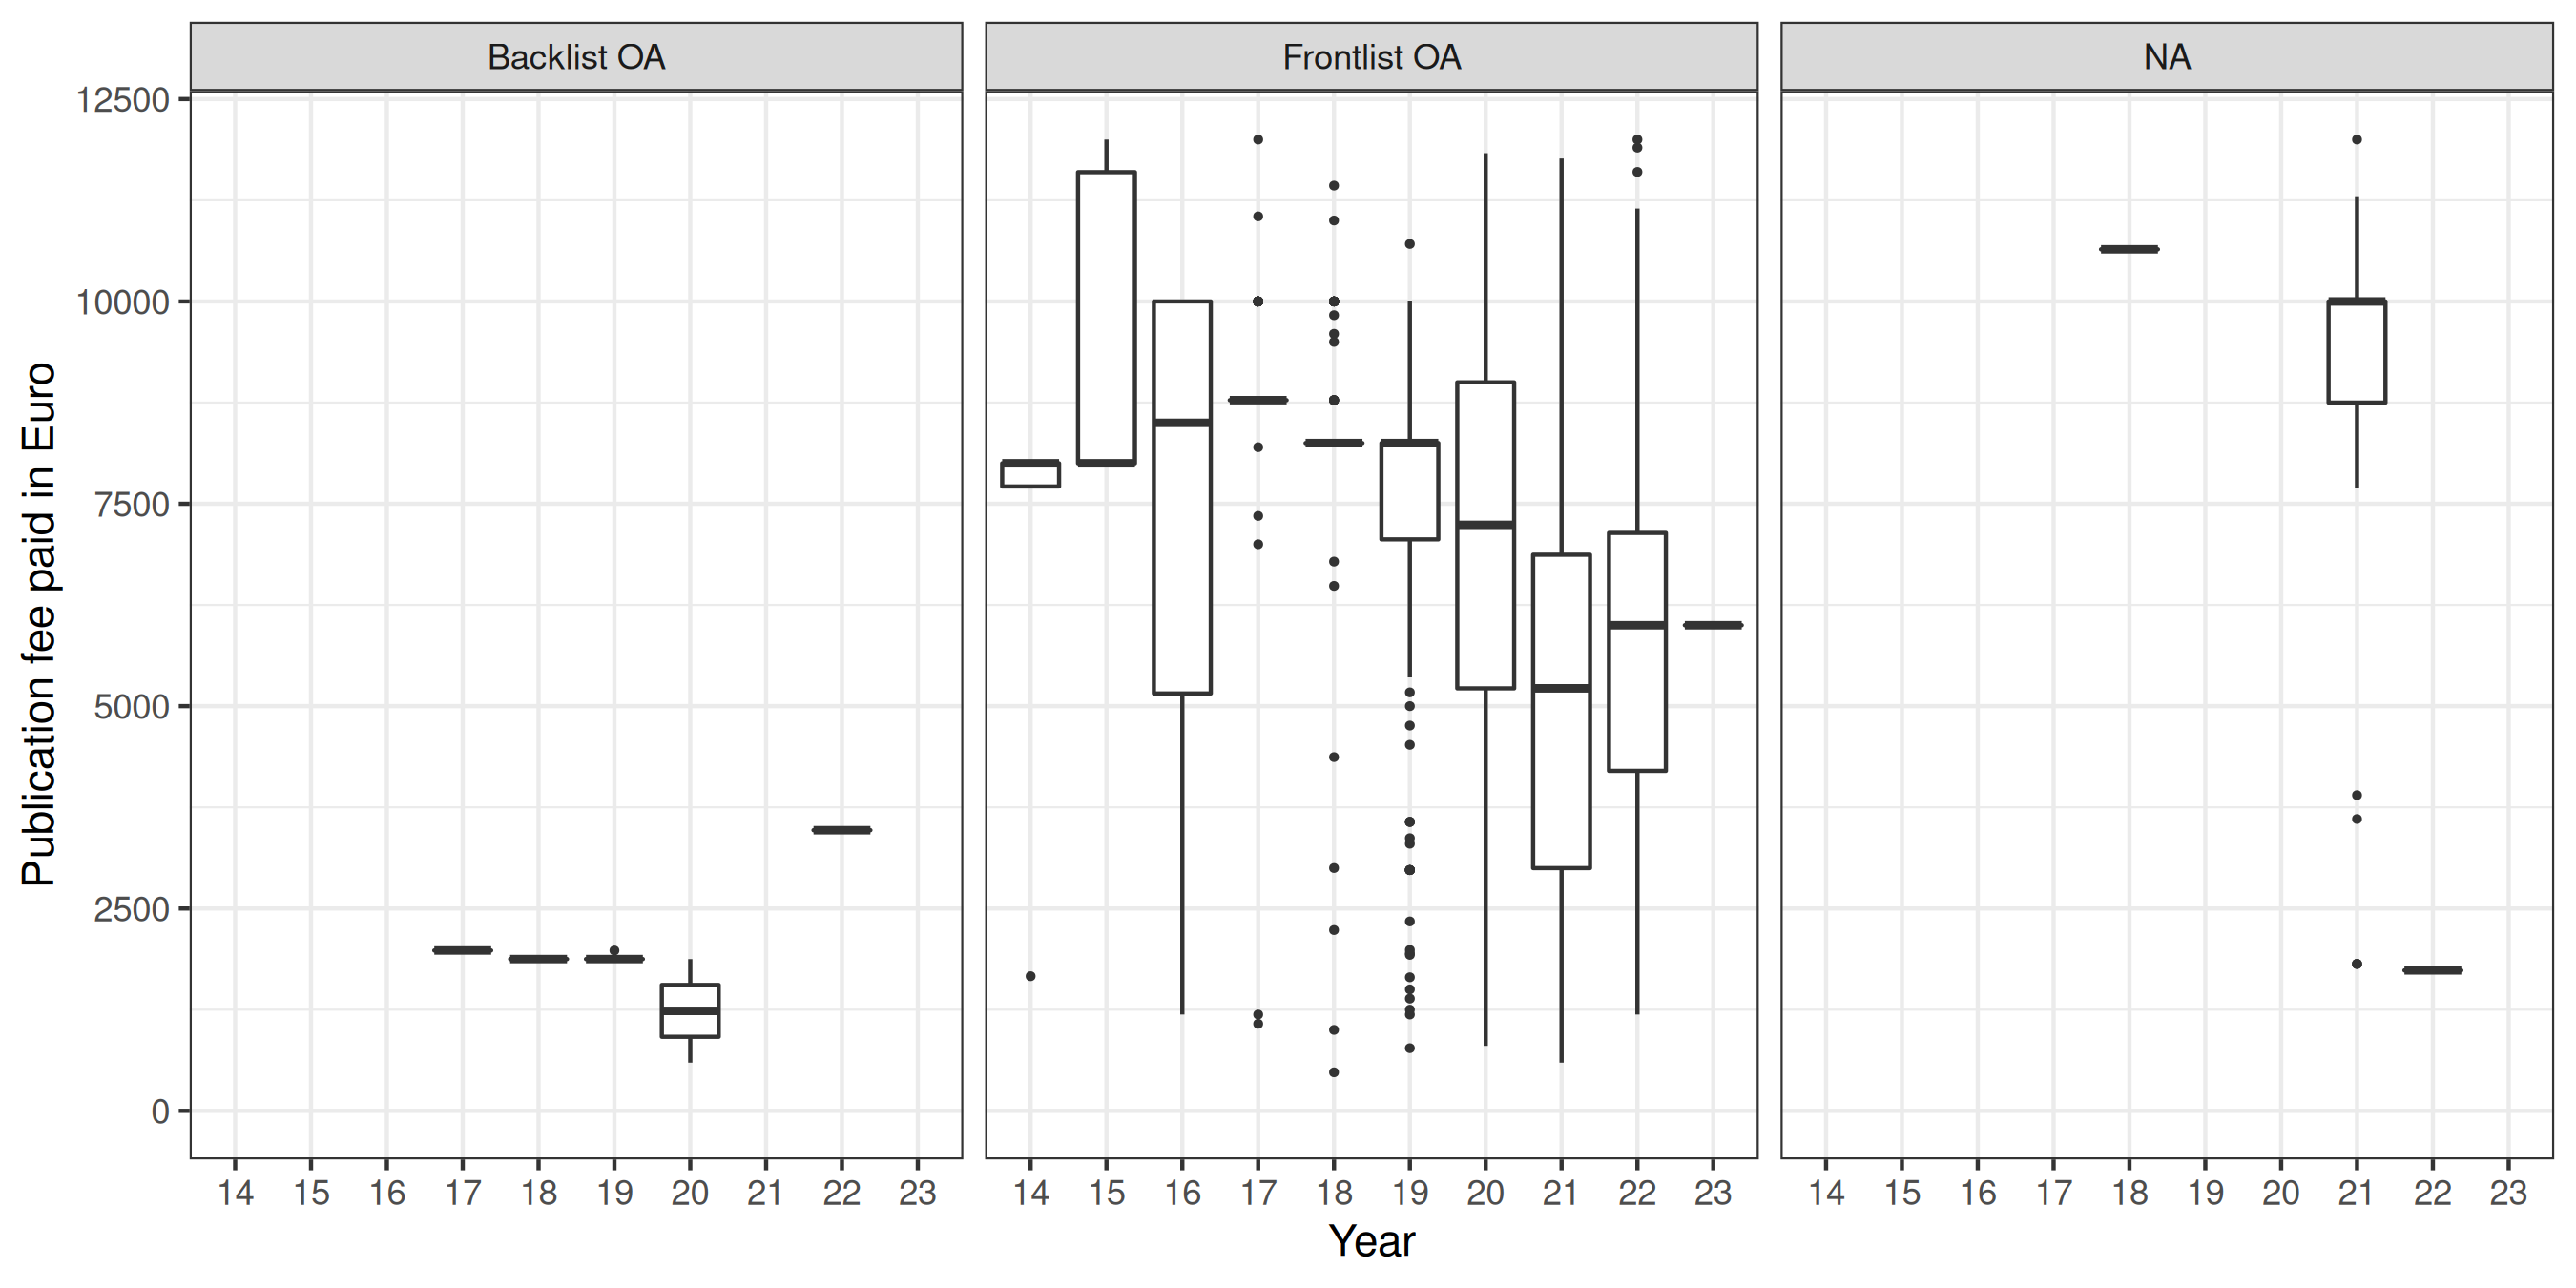 Backlist OA
Frontlist OA
NA
Publication fee paid in Euro
12500
10000
7500
5000
2500
0
14 15 16 17 18 19 20 21 22 23
14 15 16 17 18 19 20 21 22 23
14 15 16 17 18 19 20 21 22 23
Year